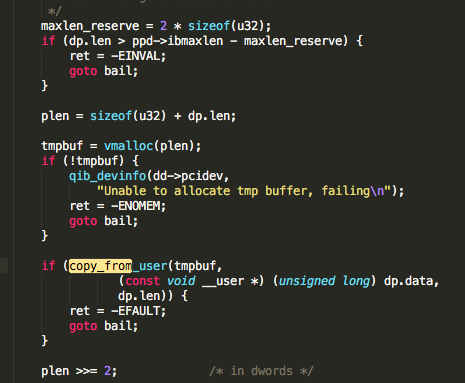 */
maxlen_reserve = 2 * sizeof(u32);
if (dp.len > ppd->ibmaxlen - maxlen_reserve) {
ret = -EINVAL;
goto bail;
}
plen = sizeof(u32) + dp.len;
tmpbuf = vmalloc(plen);
if (!tmpbuf) {
qib_devinfo(dd->pcidev,
"Unable to allocate tmp buffer, failing\n");
ret = -ENOMEM;
goto bail;
}
if (copy_from_user(tmpbuf,
(const void __user *) (unsigned long) dp.data,
dp.len)) {
ret = -EFAULT;
goto bail;
}
plen >>= 2; /* in dwords */